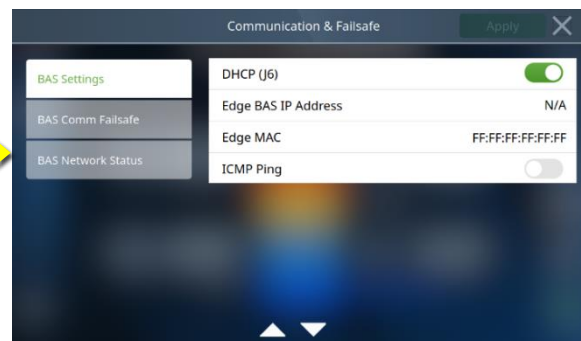 Communication & Failsafe
Apply
BAS Settings
BAS Comm Failsafe
BAS Network Status
DHCP (J6)
Edge BAS IP Address N/A
Edge MAC FF:FF:FF:FF:FF:FF
ICMP Ping